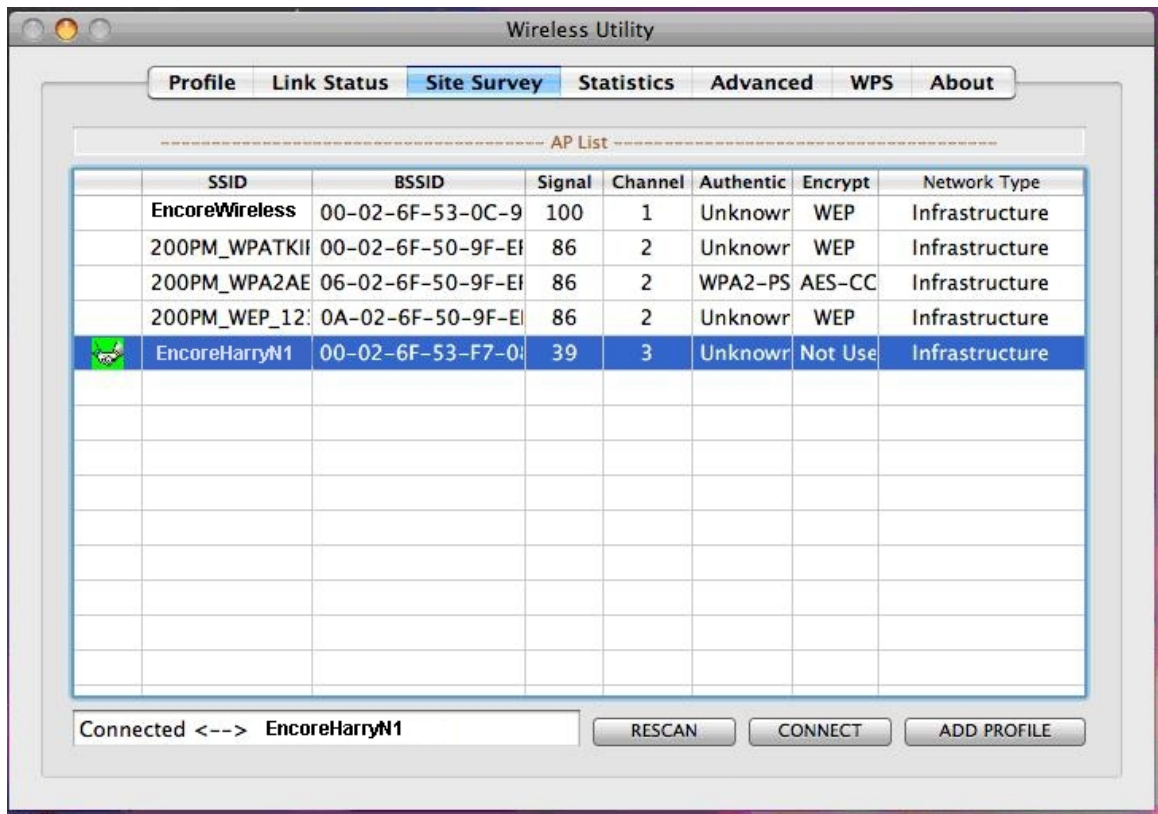 Wireless Utility
Profile Link Status Site Survey Statistics Advanced WPS About
AP List
SSID BSSID Signal Channel Authentic Encrypt Network Type
EncoreWireless 00-02-6F-53-0C-9 100 1 Unknowr WEP Infrastructure
200PM_WPATKII 00-02-6F-50-9F-EI 86 2 Unknowr WEP Infrastructure
200PM_WPA2AE 06-02-6F-50-9F-EI 86 2 WPA2-PS AES-CC Infrastructure
200PM_WEP_12 0A-02-6F-50-9F-E 86 2 Unknowr WEP Infrastructure
EncoreHarryN1 00-02-6F-53-F7-0 39 3 Unknowr Not Use Infrastructure
Connected <--> EncoreHarryN1 RESCAN CONNECT ADD PROFILE